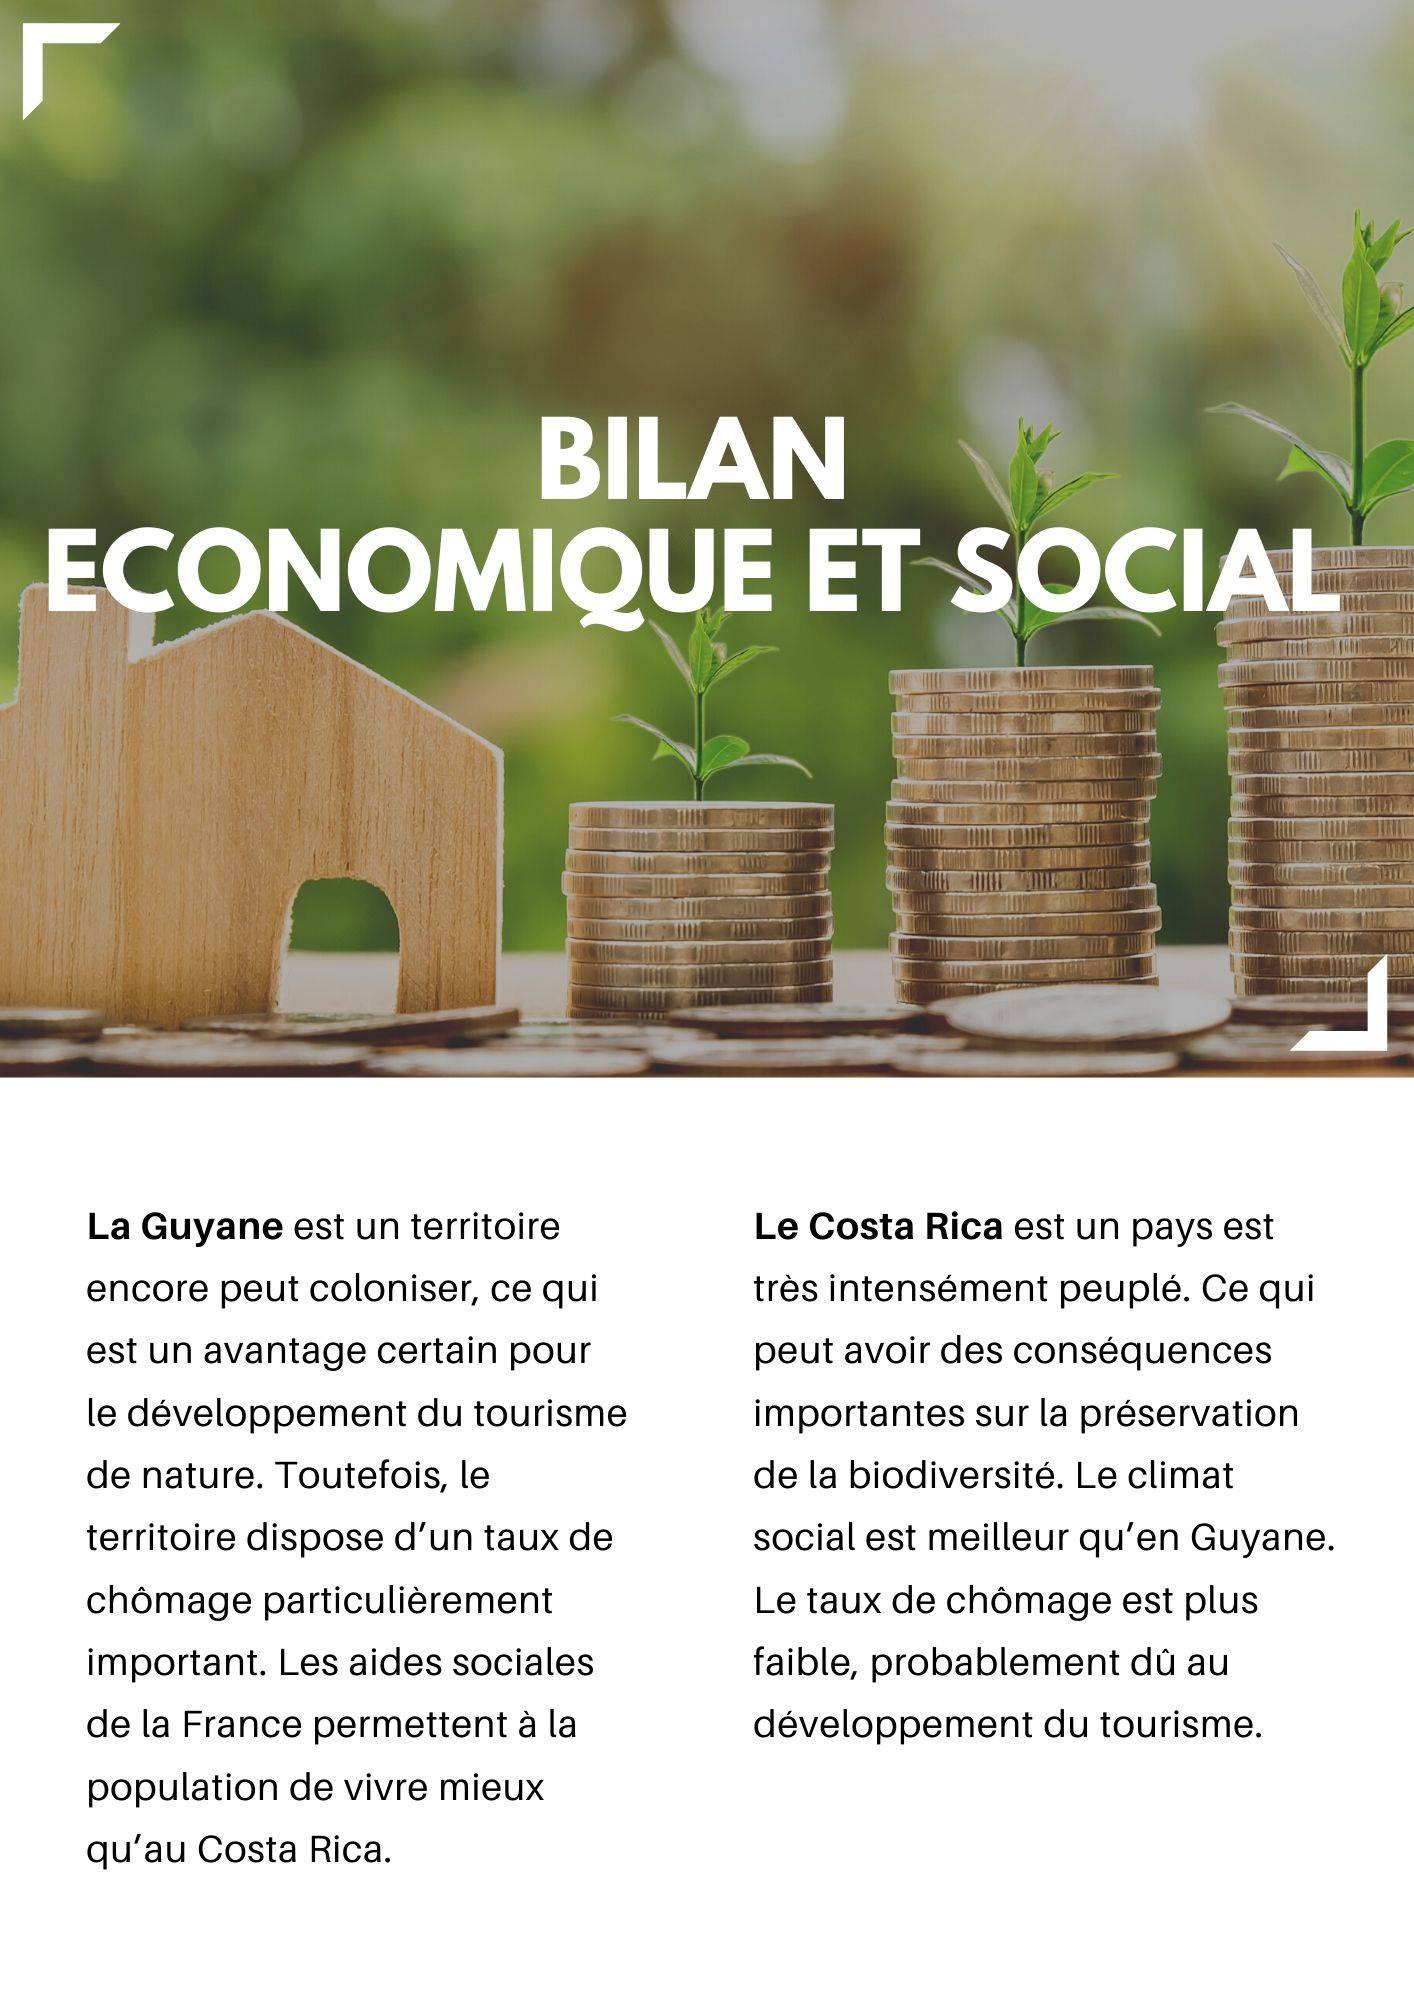 BILAN
ECONOMIQUE ET SOCIAL
La Guyane est un territoire
encore peut coloniser, ce qui
est un avantage certain pour
le développement du tourisme
de nature. Toutefois, le
territoire dispose d’un taux de
chômage particulièrement
important. Les aides sociales
de la France permettent à la
population de vivre mieux
qu’au Costa Rica.
Le Costa Rica est un pays est
très intensément peuplé. Ce qui
peut avoir des conséquences
importantes sur la préservation
de la biodiversité. Le climat
social est meilleur qu’en Guyane.
Le taux de chômage est plus
faible, probablement dû au
développement du tourisme.